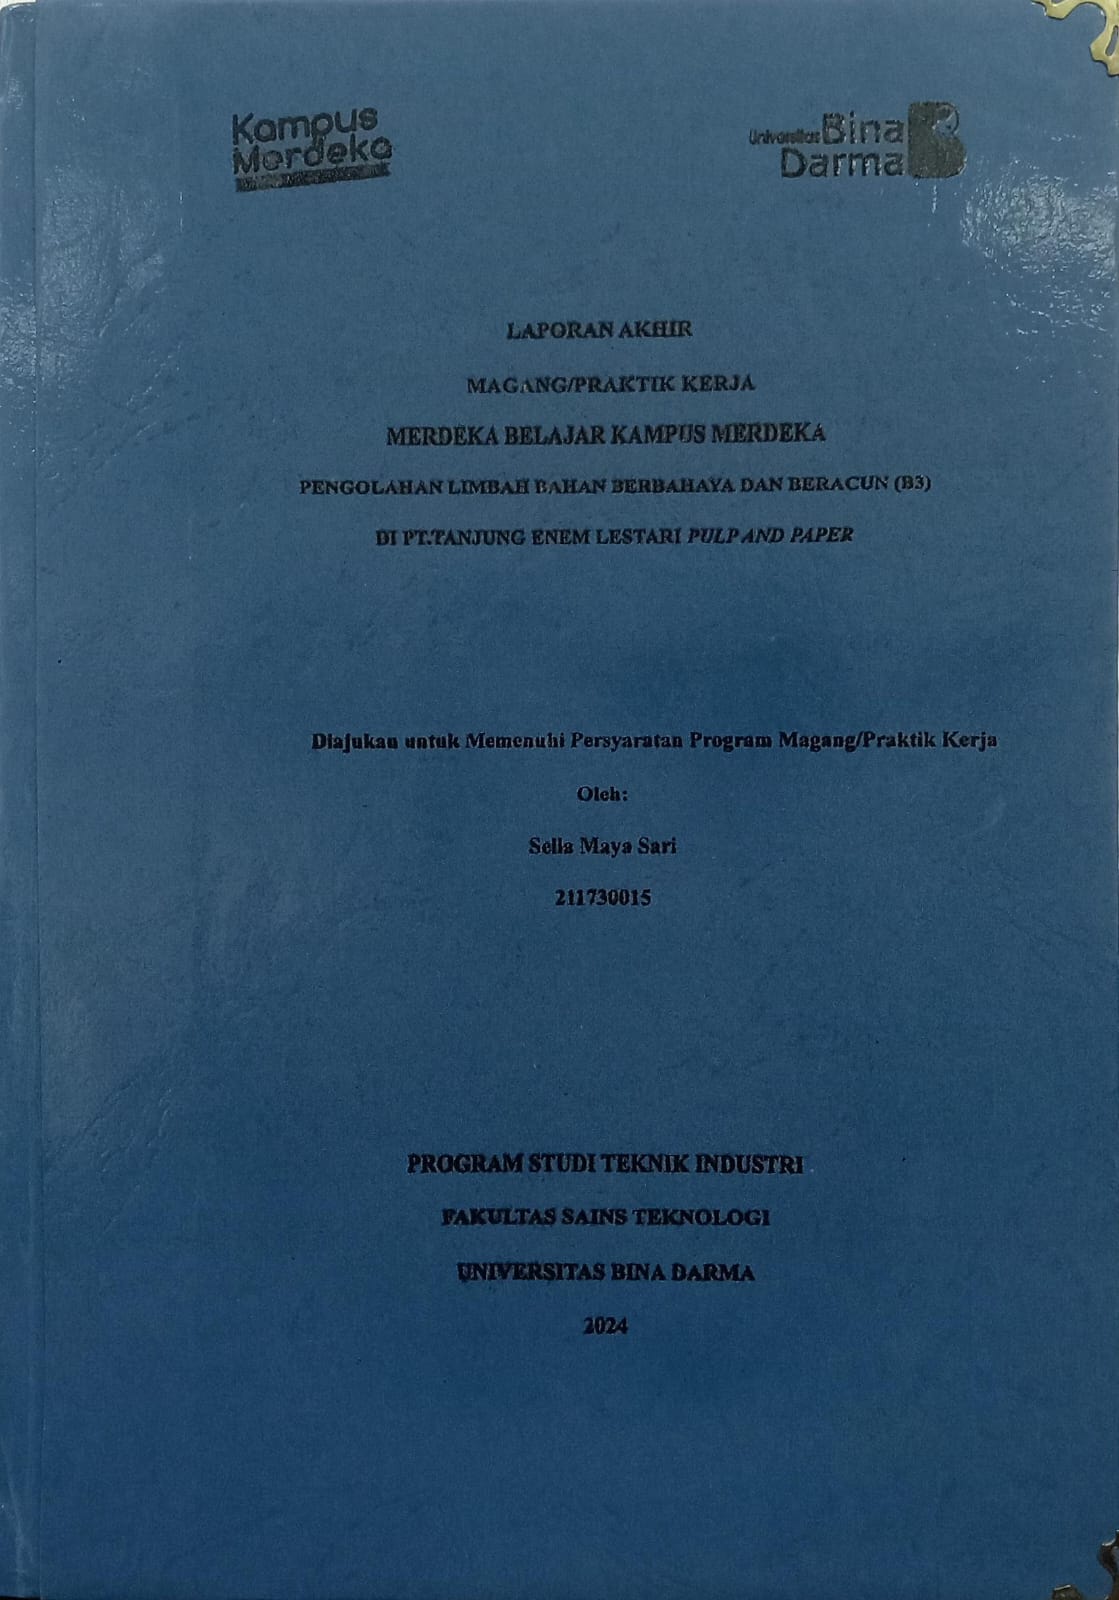 Kampus
Merdeka
Universitas Bina
Darma
LAPORAN AKHIR
MAGANG/PRAKTIK KERJA
MERDEKA BELAJAR KAMPUS MERDEKA
PENGOLAHAN LIMBAH BAHAN BERBAHAYA DAN BERACUN (B3)
DI PT.TANJUNG ENEM LESTARI PULP AND PAPER
Diajukan untuk Memenuhi Persyaratan Program Magang/Praktik Kerja
Oleh:
Sella Maya Sari
211730015
PROGRAM STUDI TEKNIK INDUSTRI
FAKULTAS SAINS TEKNOLOGI
UNIVERSITAS BINA DARMA
2024